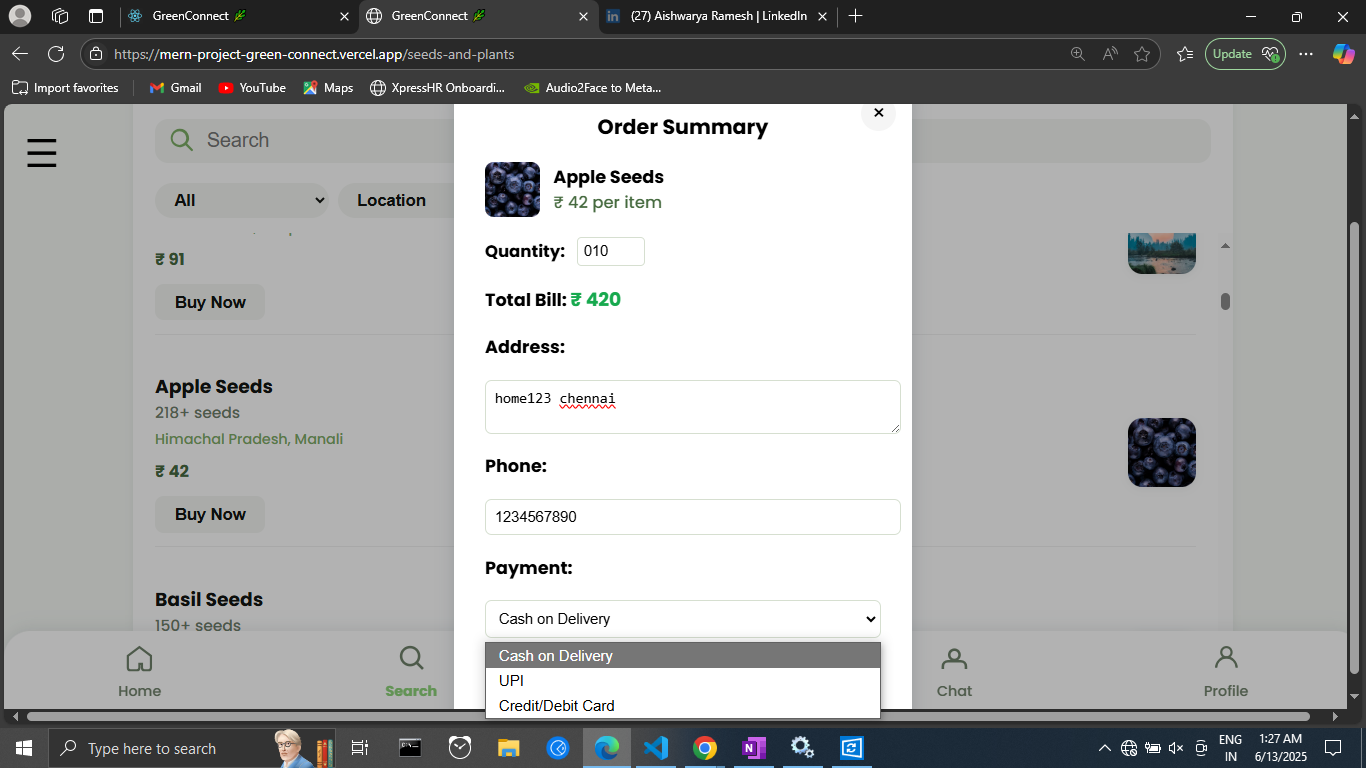 GreenConnect
GreenConnect
(27) Aishwarya Ramesh | LinkedIn
https://mern-project-green-connect.vercel.app/seeds-and-plants
Update
Import favorites
Gmail
YouTube
Maps
XpressHR Onboardi...
Audio2Face to Meta...
Search
All
Location
₹ 91
Buy Now
Apple Seeds
218+ seeds
Himachal Pradesh, Manali
₹ 42
Buy Now
Basil Seeds
150+ seeds
Order Summary
Apple Seeds
₹ 42 per item
Quantity: 010
Total Bill: ₹ 420
Address:
home123 chennai
Phone:
1234567890
Payment:
Cash on Delivery
Cash on Delivery
UPI
Credit/Debit Card
Home
Search
Chat
Profile
Type here to search
ENG
IN
1:27 AM
6/13/2025